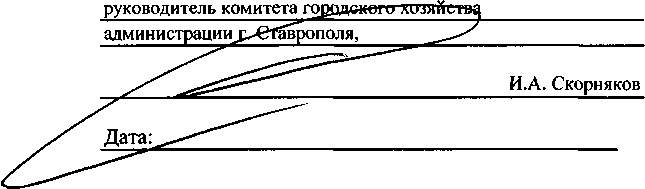 руководитель комитета городского хозяйства
администрации г. Ставрополя,
И.А. Скорняков
Дата: